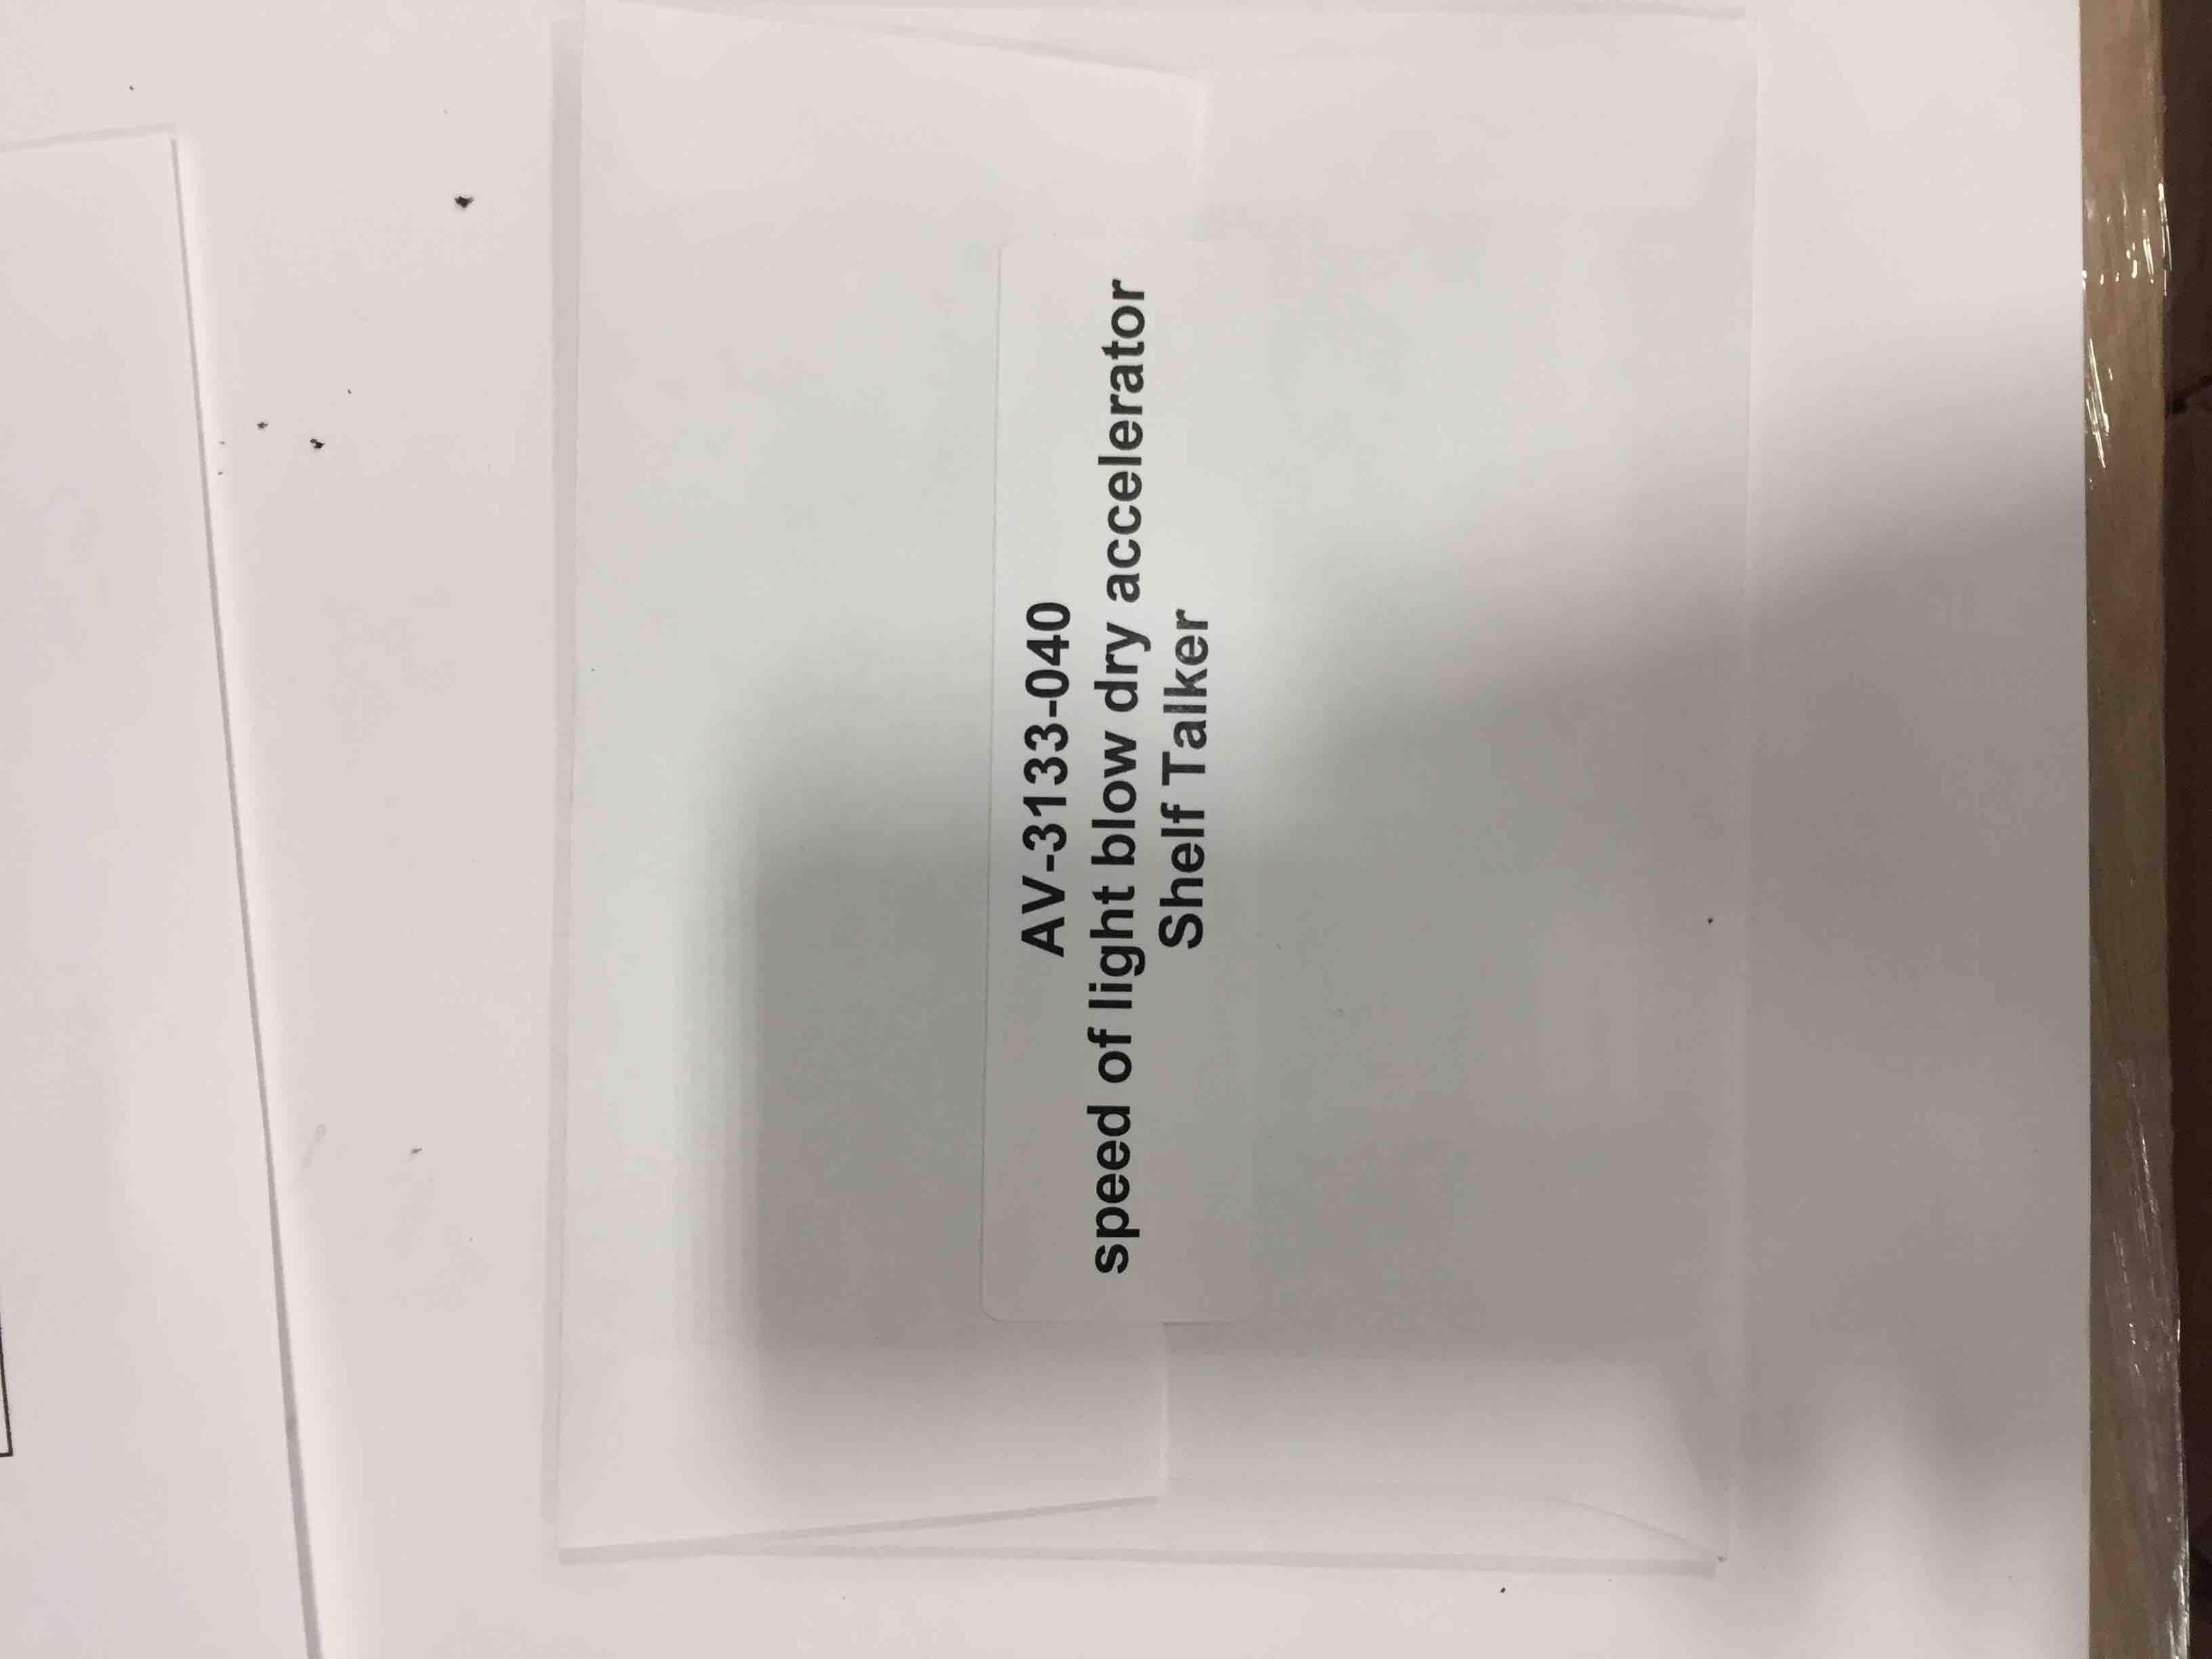 AV-3133-040
speed of light blow dry accelerator
Shelf Talker